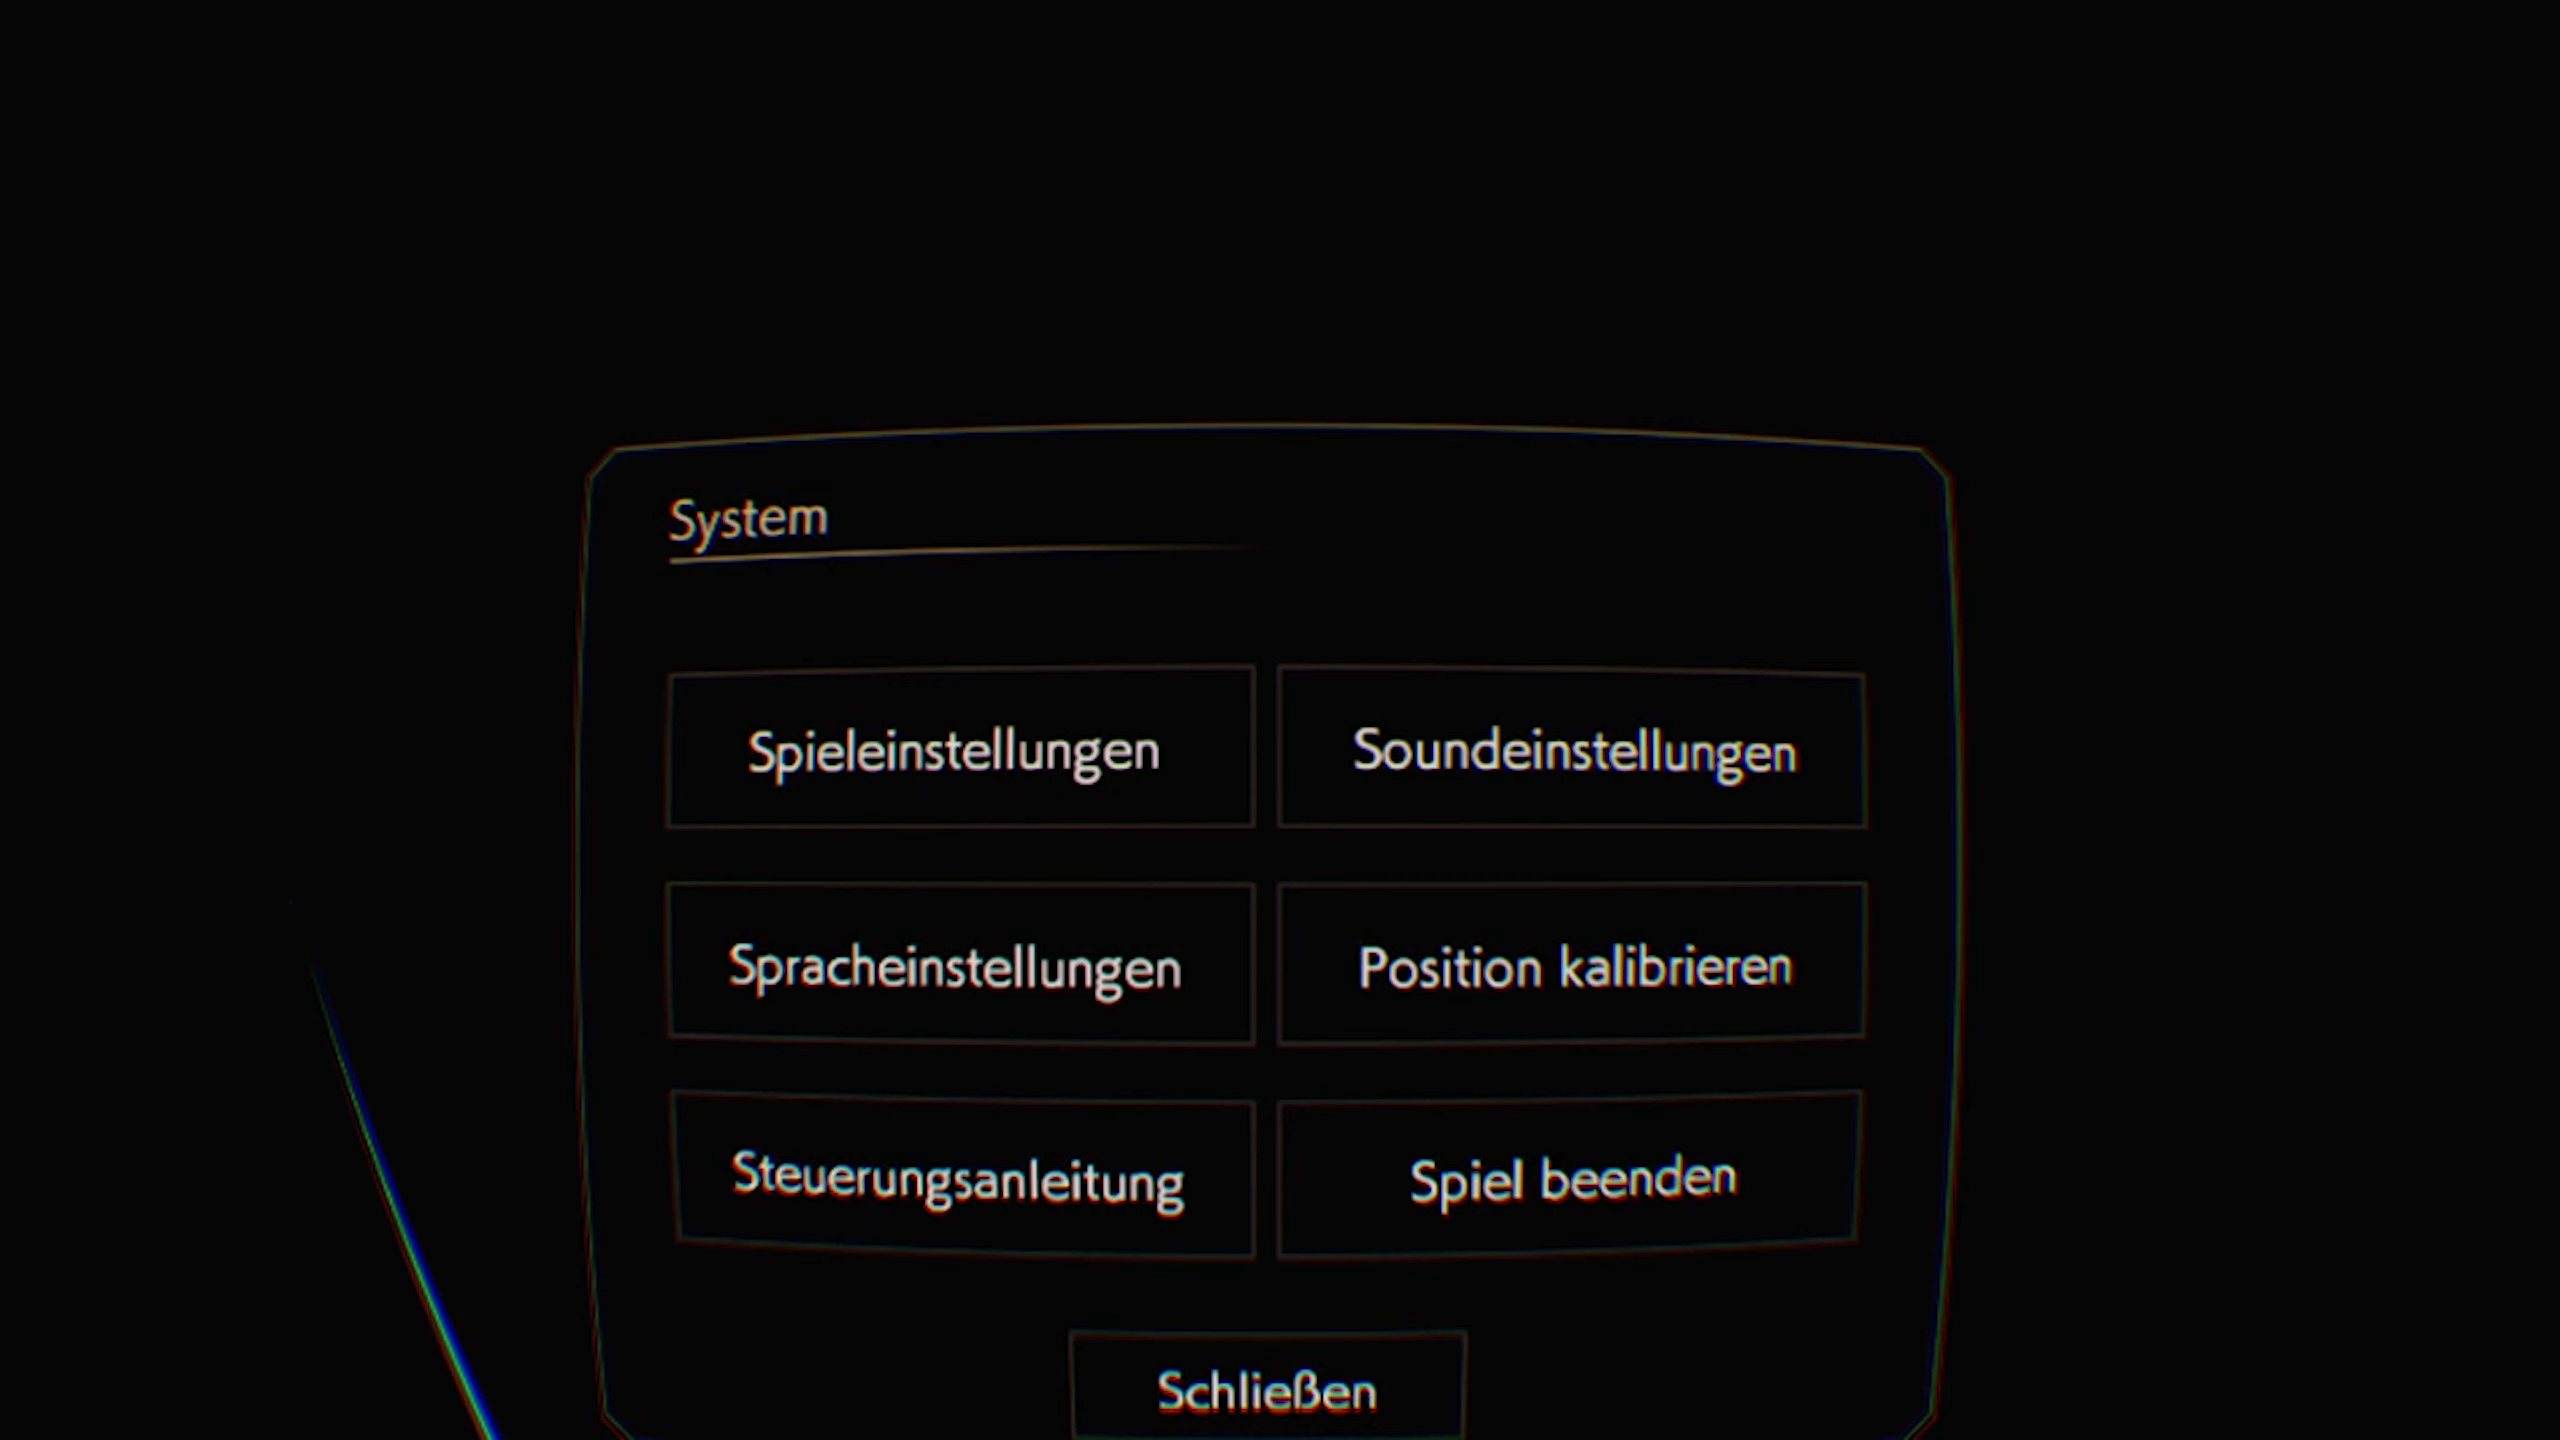 System
Spieleinstellungen
Soundeinstellungen
Spracheinstellungen
Position kalibrieren
Steuerungsanleitung
Spiel beenden
Schließen